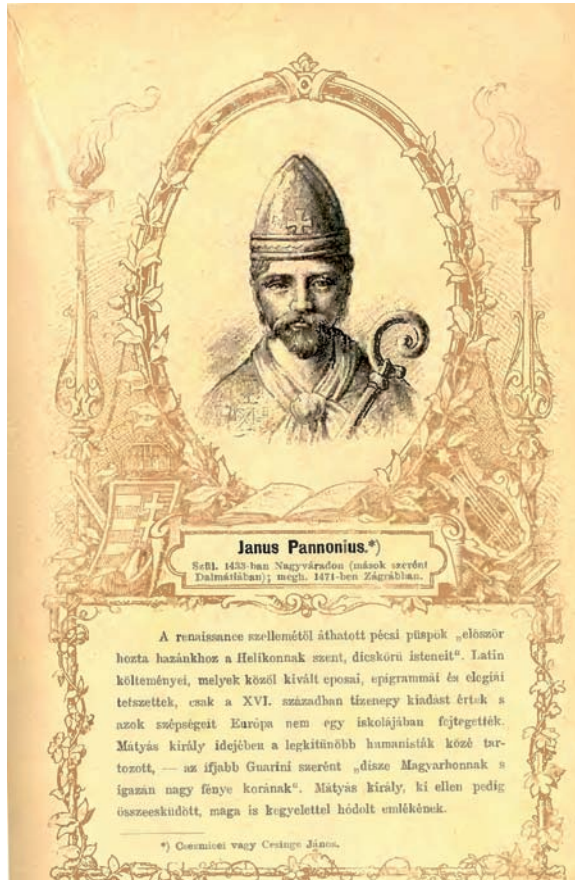 Janus Pannonius.*)
Szül. 1433-ban Nagyváradon (mások szerént
Dalmátiában); megh. 1471-ben Zágrábban.
A renaissance szellemétől áthatott pécsi püspök „először
hozta hazánkhoz a Helikonnak szent, dicskörü isteneit“. Latin
költeményei, melyek közöl kivált eposai, epigrammái és elegiái
tetszettek, csak a XVI. században tizenegy kiadást értek s
azok szépségeit Európa nem egy iskolájában fejtegették.
Mátyás király idejében a legkitünőbb humanisták közé tar-
tozott, — az ifjabb Guarini szerént „dísze Magyarhonnak s
igazán nagy fénye korának“. Mátyás király, ki ellen pedig
összeesküdött, maga is kegyelettel hódolt emlékének.
*) Csezmicei vagy Cesinge János.